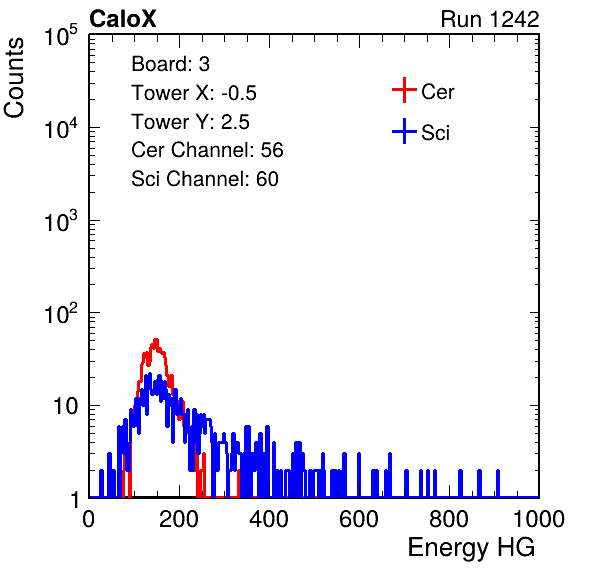 CaloX Run 1242
Counts
Board: 3
Tower X: -0.5
Tower Y: 2.5
Cer Channel: 56
Sci Channel: 60
Cer
Sci
10^5
10^4
10^3
10^2
10
1
0 200 400 600 800 1000
Energy HG